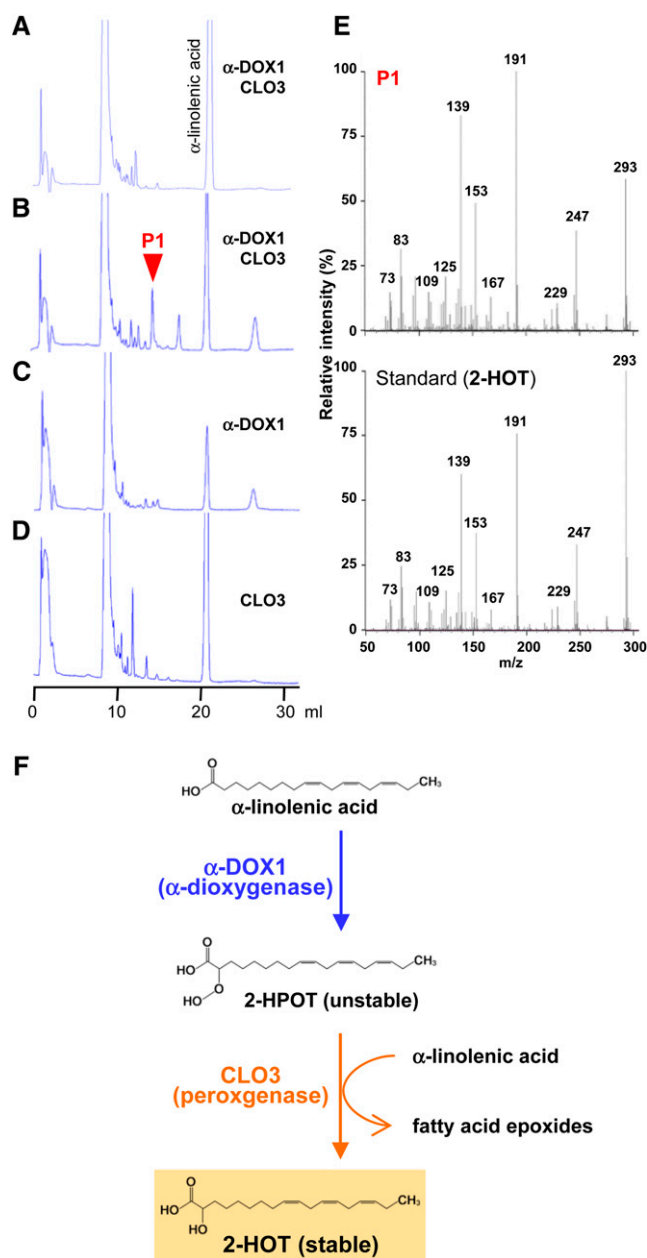 A
α-linolenic acid
α-DOX1
CLO3
B
P1
α-DOX1
CLO3
C
α-DOX1
D
CLO3
0 10 20 30 ml
E
P1
Relative intensity (%)
100
75
50
25
0
73
83
109
125
139
153
167
191
229
247
293
Standard (2-HOT)
100
75
50
25
0
73
83
109
125
139
153
167
191
229
247
293
50 100 150 200 250 300
m/z
F
O
HO
CH3
α-linolenic acid
α-DOX1
(α-dioxygenase)
O
HO
CH3
O
HO
2-HPOT (unstable)
CLO3
(peroxgenase)
α-linolenic acid
fatty acid epoxides
O
HO
CH3
HO
2-HOT (stable)